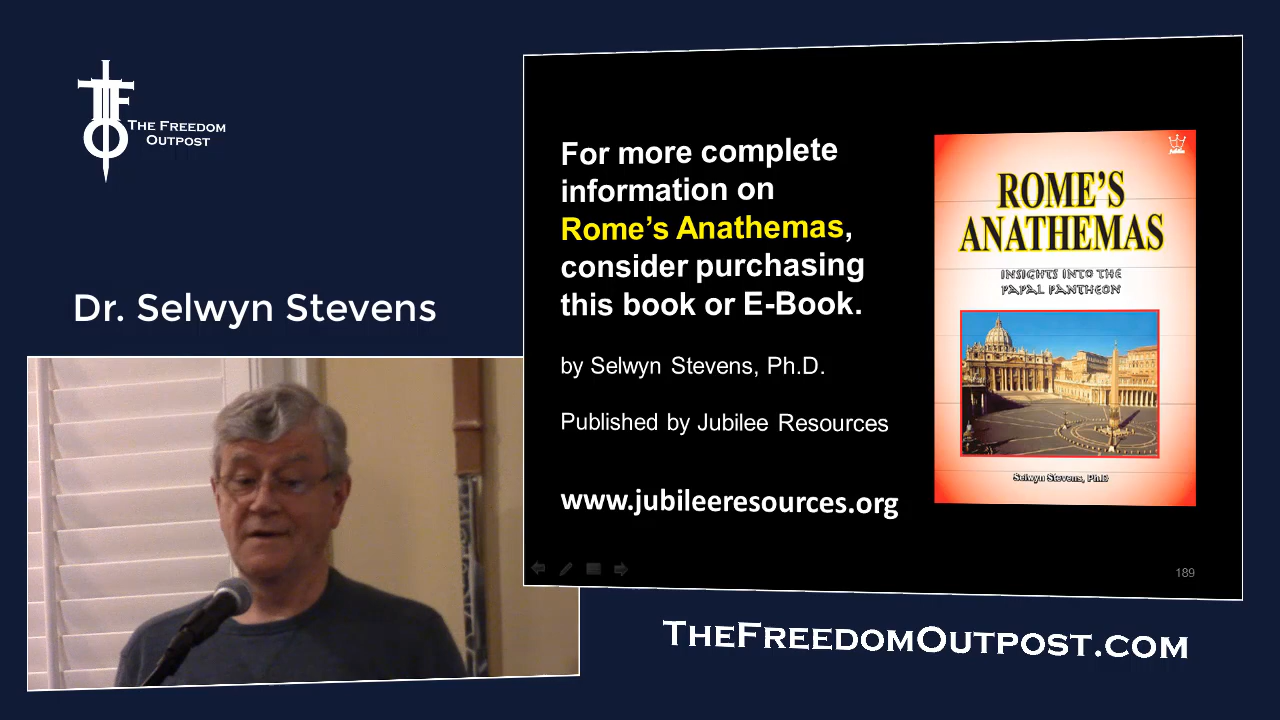 THE FREEDOM
OUTPOST
Dr. Selwyn Stevens
For more complete
information on
Rome's Anathemas,
consider purchasing
this book or E-Book.
by Selwyn Stevens, Ph.D.
Published by Jubilee Resources
www.jubileeresources.org
189
ROME'S
ANATHEMAS
INSIGHTS INTO THE
PAPAL PANTHEON
Selwyn Stevens, Ph.D
THEFREEDOMOUTPOST.COM